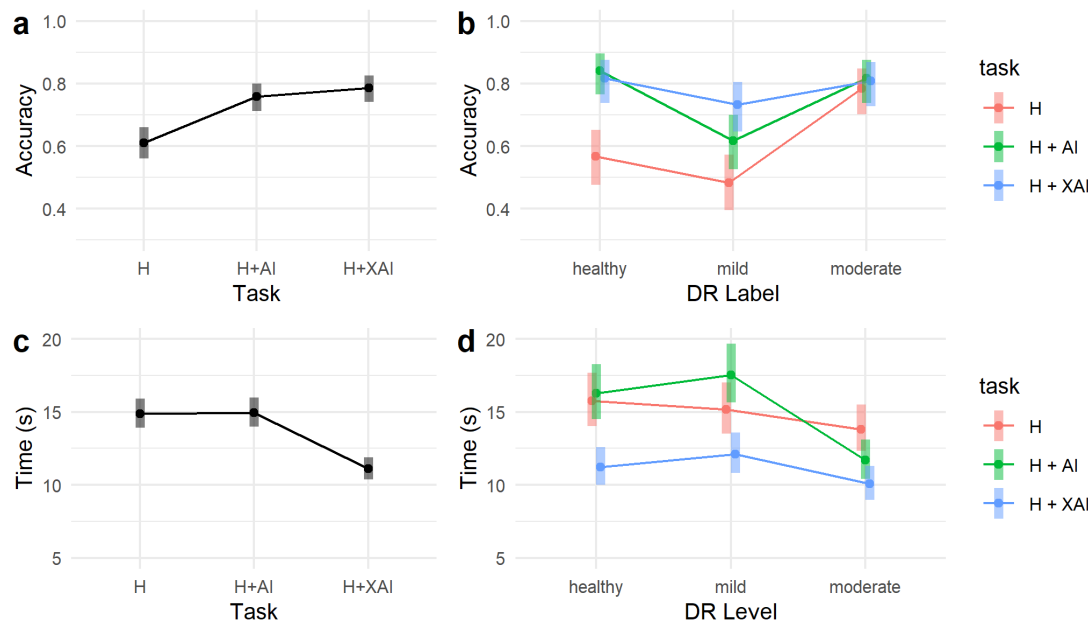 a
1.0
0.8
0.6
0.4
Accuracy
H
H+AI
H+XAI
Task
b
1.0
0.8
0.6
0.4
Accuracy
healthy
mild
moderate
DR Label
task
H
H + AI
H + XAI
c
20
15
10
5
Time (s)
H
H+AI
H+XAI
Task
d
20
15
10
5
Time (s)
healthy
mild
moderate
DR Level
task
H
H + AI
H + XAI